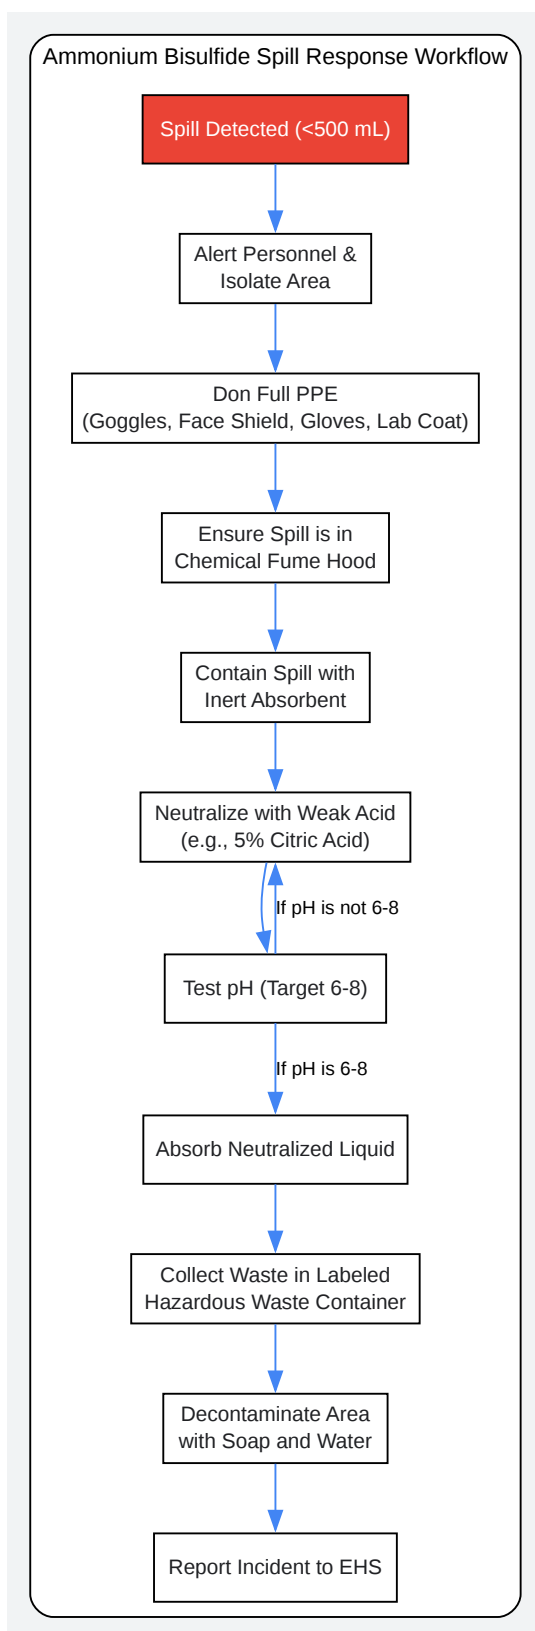 Ammonium Bisulfide Spill Response Workflow
Spill Detected (<500 mL)
Alert Personnel &
Isolate Area
Don Full PPE
(Goggles, Face Shield, Gloves, Lab Coat)
Ensure Spill is in
Chemical Fume Hood
Contain Spill with
Inert Absorbent
Neutralize with Weak Acid
(e.g., 5% Citric Acid)
If pH is not 6-8
Test pH (Target 6-8)
If pH is 6-8
Absorb Neutralized Liquid
Collect Waste in Labeled
Hazardous Waste Container
Decontaminate Area
with Soap and Water
Report Incident to EHS